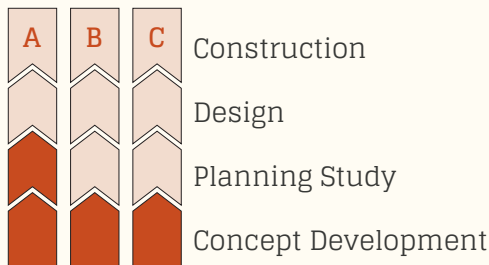 A B C
Construction
Design
Planning Study
Concept Development